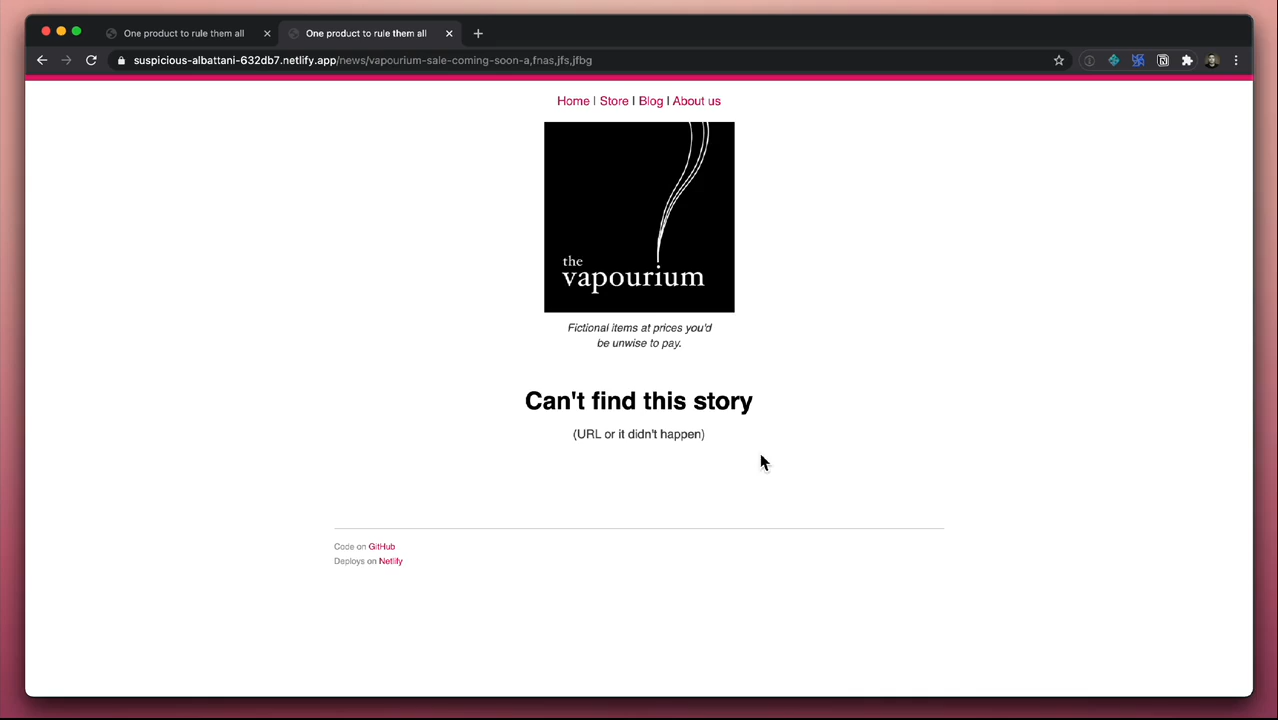 One product to rule them all
One product to rule them all
suspicious-albattani-632db7.netlify.app/news/vapourium-sale-coming-soon-a,fnas,jfs,jfbg
Home | Store | Blog | About us
the
vapourium
Fictional items at prices you'd
be unwise to pay.
Can't find this story
(URL or it didn't happen)
Code on GitHub
Deploys on Netlify